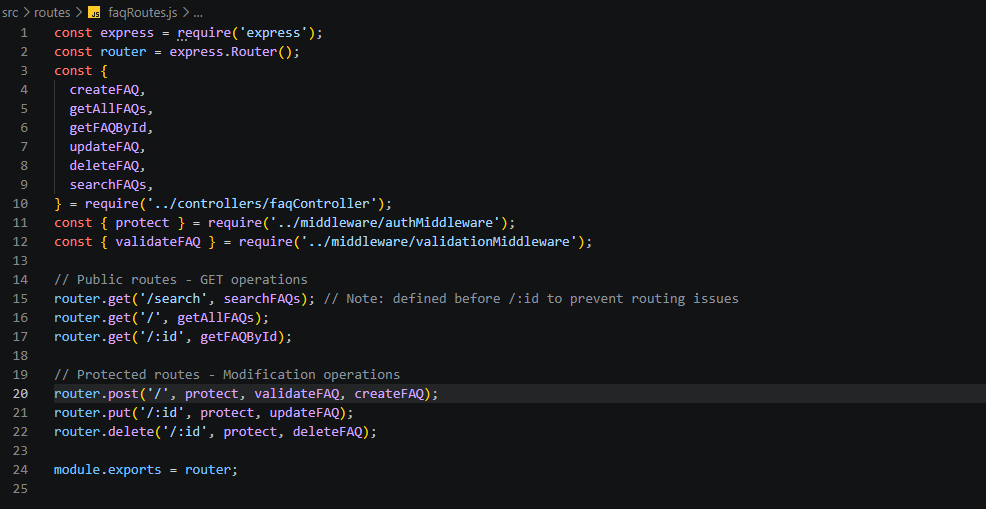 src > routes > JS faqRoutes.js > ...
1 const express = require('express');
2 const router = express.Router();
3 const {
4   createFAQ,
5   getAllFAQs,
6   getFAQById,
7   updateFAQ,
8   deleteFAQ,
9   searchFAQs,
10 } = require('../controllers/faqController');
11 const { protect } = require('../middleware/authMiddleware');
12 const { validateFAQ } = require('../middleware/validationMiddleware');
13
14 // Public routes - GET operations
15 router.get('/search', searchFAQs); // Note: defined before /:id to prevent routing issues
16 router.get('/', getAllFAQs);
17 router.get('/:id', getFAQById);
18
19 // Protected routes - Modification operations
20 router.post('/', protect, validateFAQ, createFAQ);
21 router.put('/:id', protect, updateFAQ);
22 router.delete('/:id', protect, deleteFAQ);
23
24 module.exports = router;
25